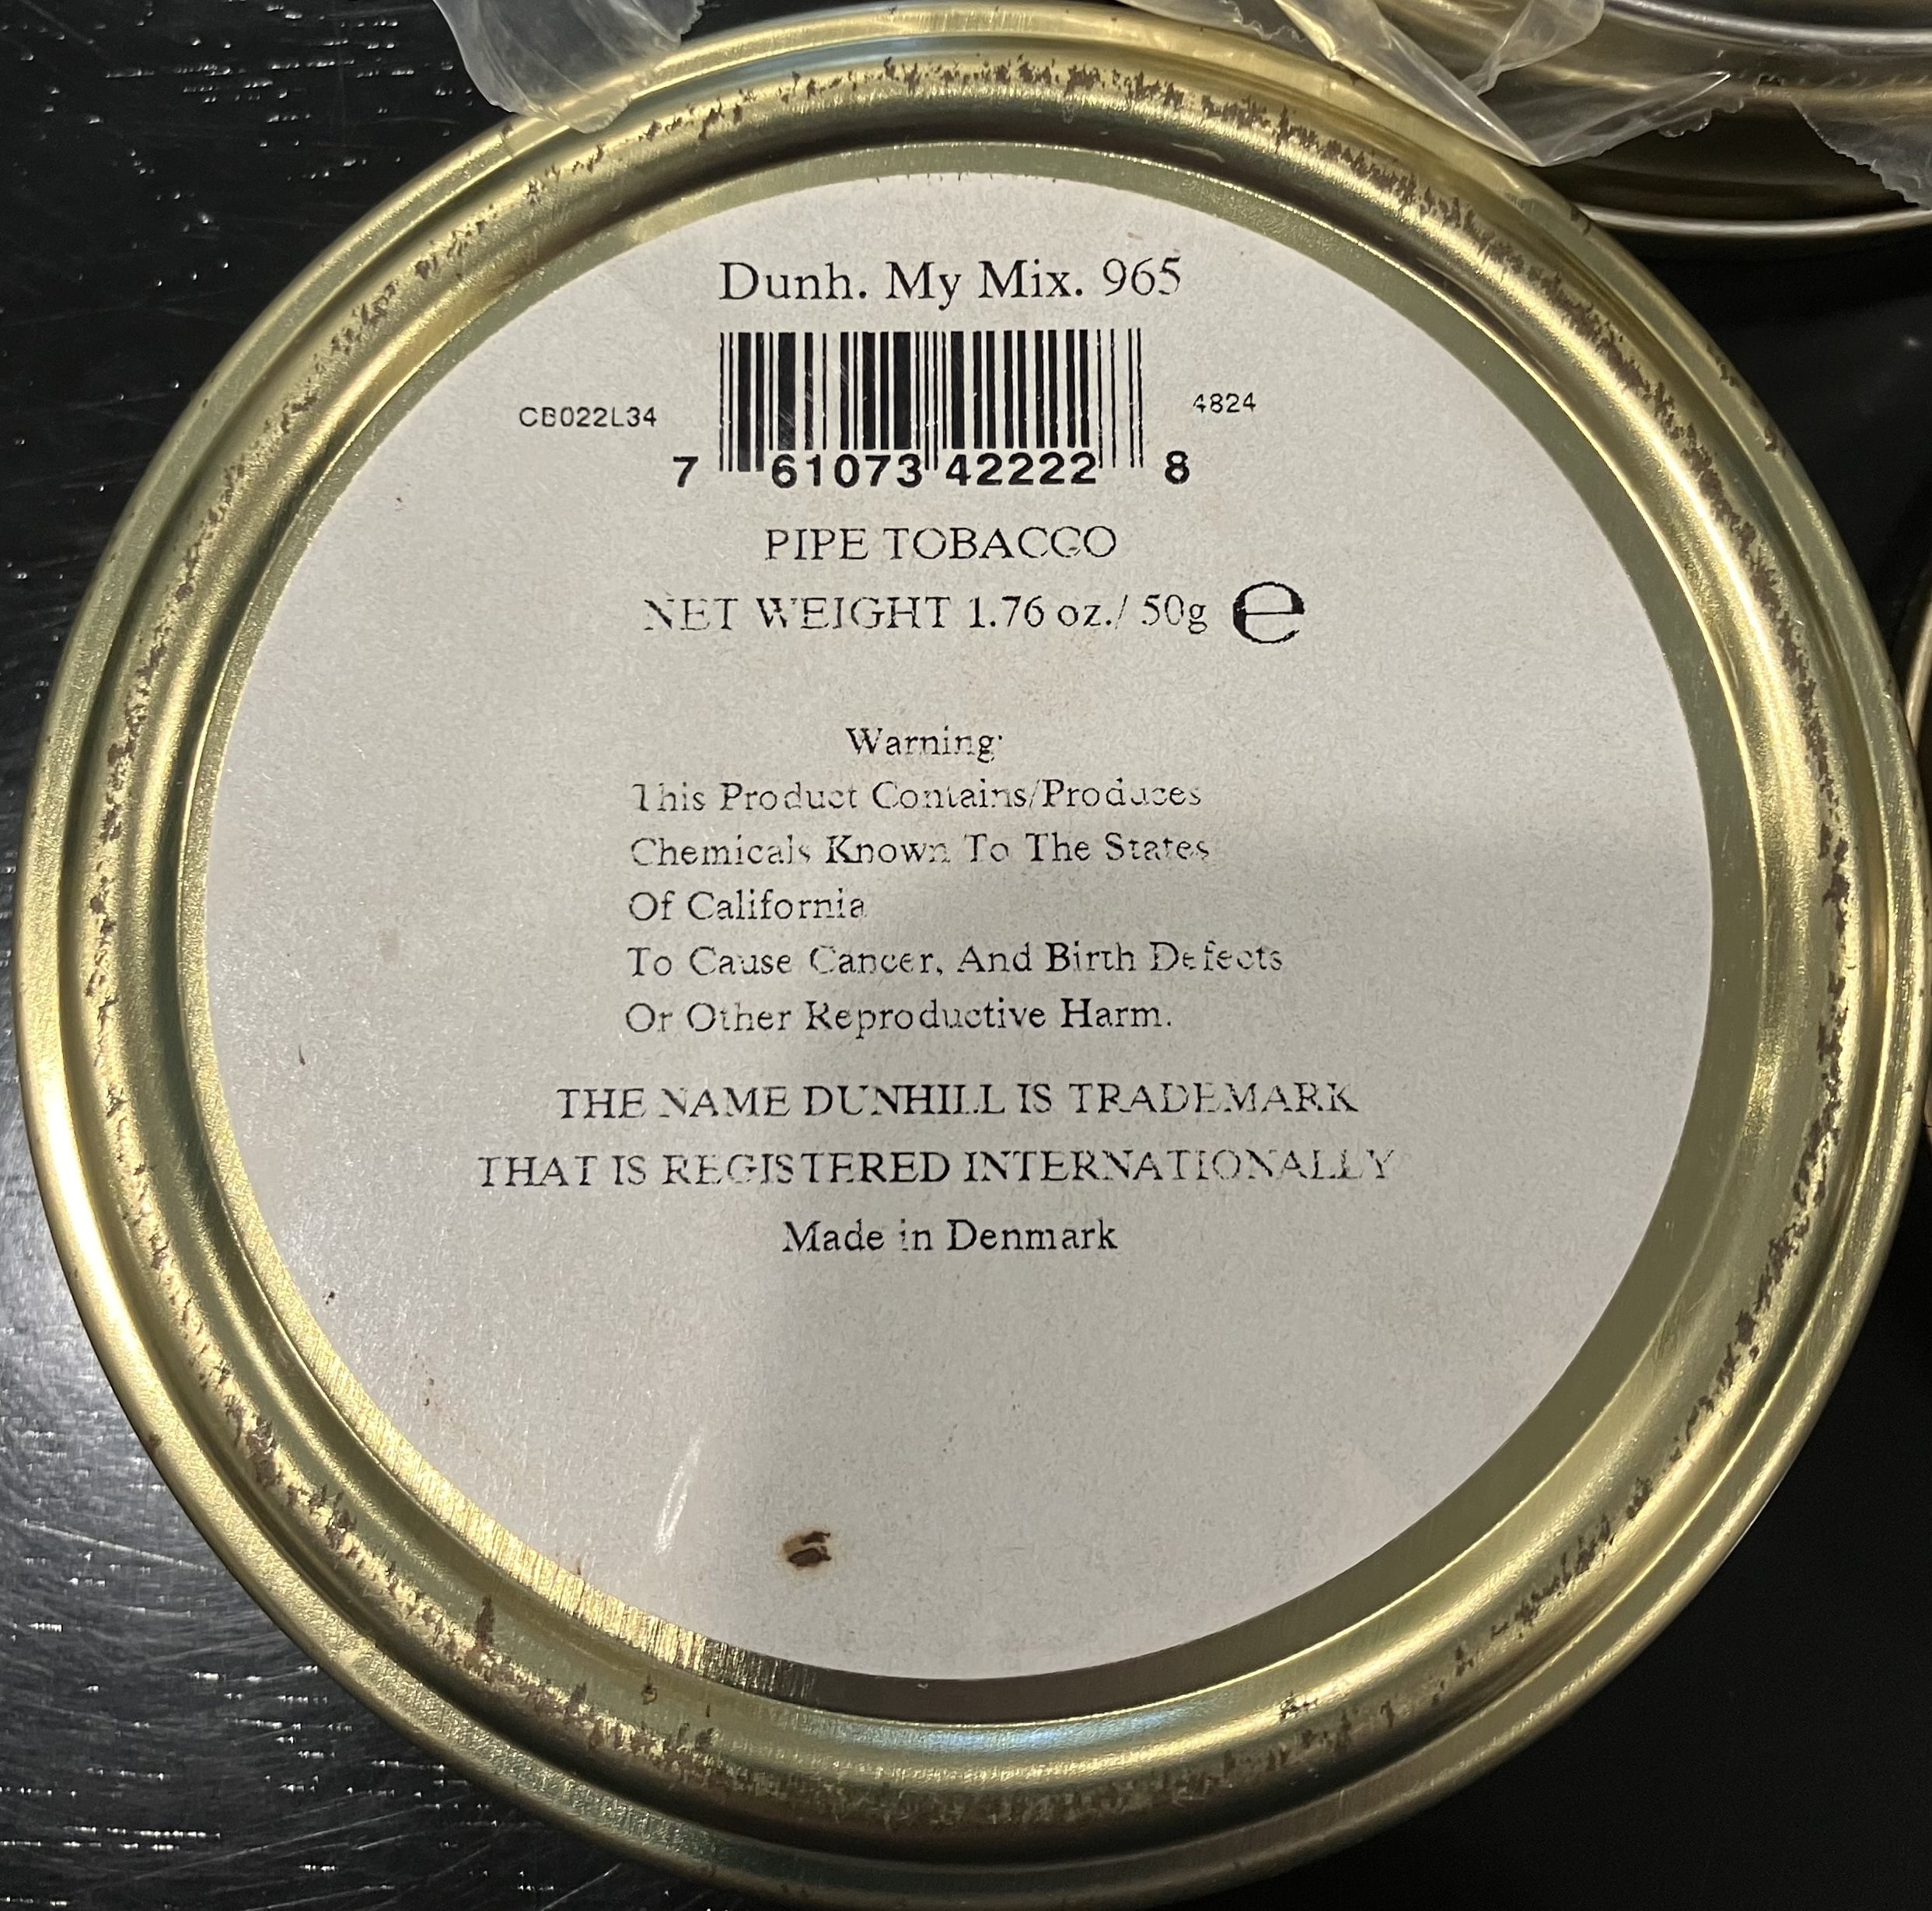 Dunh. My Mix. 965
CB022L34
4824
7 61073 42222 8
PIPE TOBACCO
NET WEIGHT 1.76 oz./ 50g e
Warning:
This Product Contains/Produces
Chemicals Known To The States
Of California
To Cause Cancer, And Birth Defects
Or Other Reproductive Harm.
THE NAME DUNHILL IS TRADEMARK
THAT IS REGISTERED INTERNATIONALLY
Made in Denmark